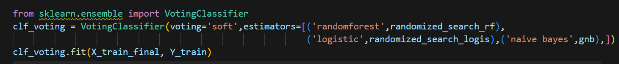 from sklearn.ensemble import VotingClassifier
clf_voting = VotingClassifier(voting='soft',estimators=[('randomforest',randomized_search_rf),
('logistic',randomized_search_logis),('naive bayes',gnb),])
clf_voting.fit(X_train_final, Y_train)